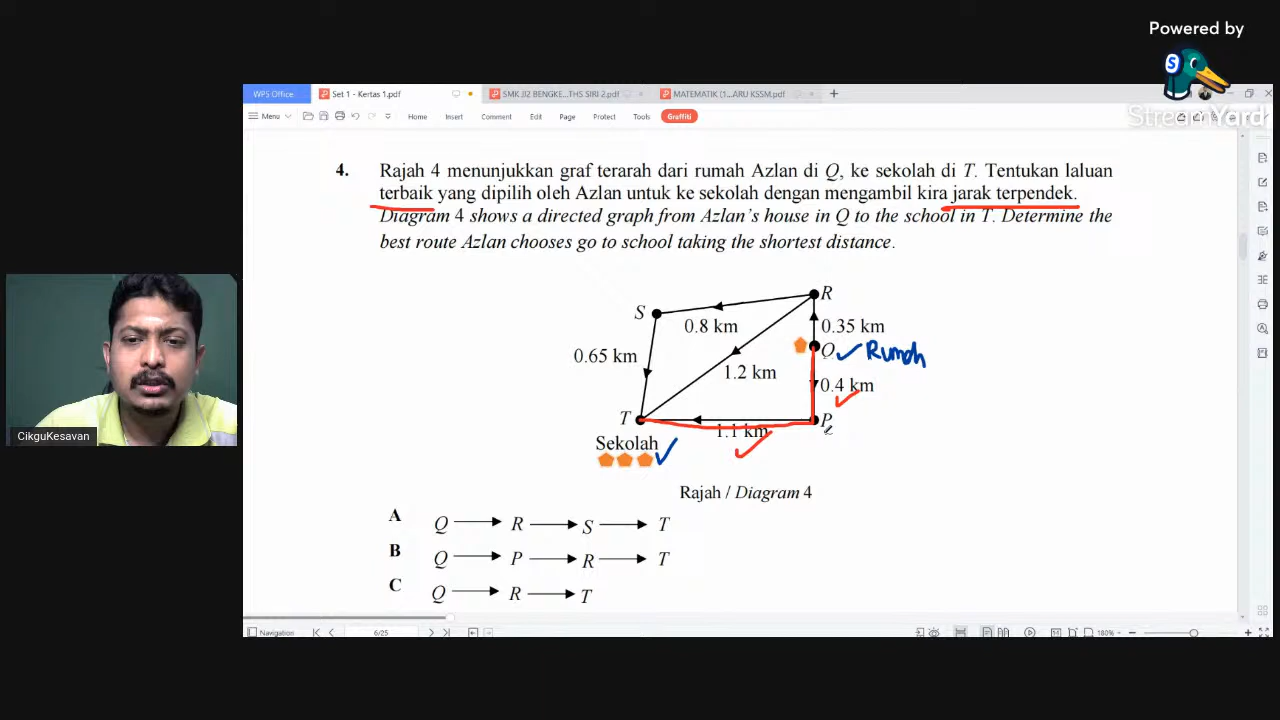 Powered by
StreamYard
WPS Office
Set 1 - Kertas 1.pdf
SMK JI2 BENGKE...THS SIRI 2.pdf
MATEMATIK (1...ARU KSSM.pdf
Menu
Home
Insert
Comment
Edit
Page
Protect
Tools
Graffiti
4. Rajah 4 menunjukkan graf terarah dari rumah Azlan di Q, ke sekolah di T. Tentukan laluan
terbaik yang dipilih oleh Azlan untuk ke sekolah dengan mengambil kira jarak terpendek.
Diagram 4 shows a directed graph from Azlan's house in Q to the school in T. Determine the
best route Azlan chooses go to school taking the shortest distance.
R
S
0.8 km
0.35 km
Q Rumah
0.65 km
1.2 km
0.4 km
T
P
1.1 km
Sekolah
Rajah / Diagram 4
A Q R S T
B Q P R T
C Q R T
CikguKesavan
Navigation
6/25
180%